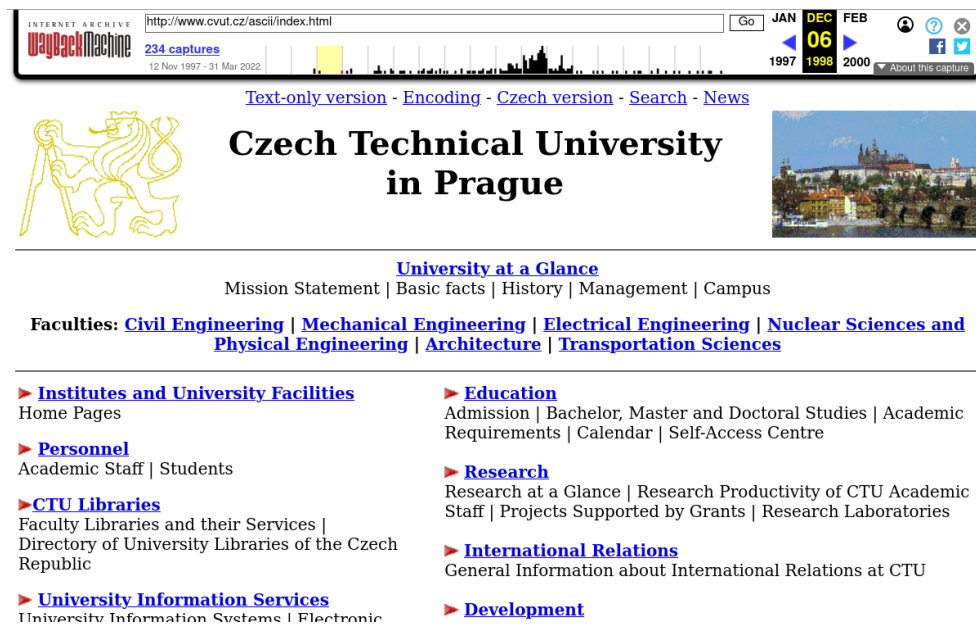 INTERNET ARCHIVE
WayBackMachine
http://www.cvut.cz/ascii/index.html
Go
234 captures
12 Nov 1997 - 31 Mar 2022
JAN DEC FEB
06
1997 1998 2000
About this capture
Text-only version - Encoding - Czech version - Search - News
Czech Technical University
in Prague
University at a Glance
Mission Statement | Basic facts | History | Management | Campus
Faculties: Civil Engineering | Mechanical Engineering | Electrical Engineering | Nuclear Sciences and
Physical Engineering | Architecture | Transportation Sciences
Institutes and University Facilities
Home Pages
Personnel
Academic Staff | Students
CTU Libraries
Faculty Libraries and their Services |
Directory of University Libraries of the Czech
Republic
University Information Services
University Information Systems | Electronic
Education
Admission | Bachelor, Master and Doctoral Studies | Academic
Requirements | Calendar | Self-Access Centre
Research
Research at a Glance | Research Productivity of CTU Academic
Staff | Projects Supported by Grants | Research Laboratories
International Relations
General Information about International Relations at CTU
Development